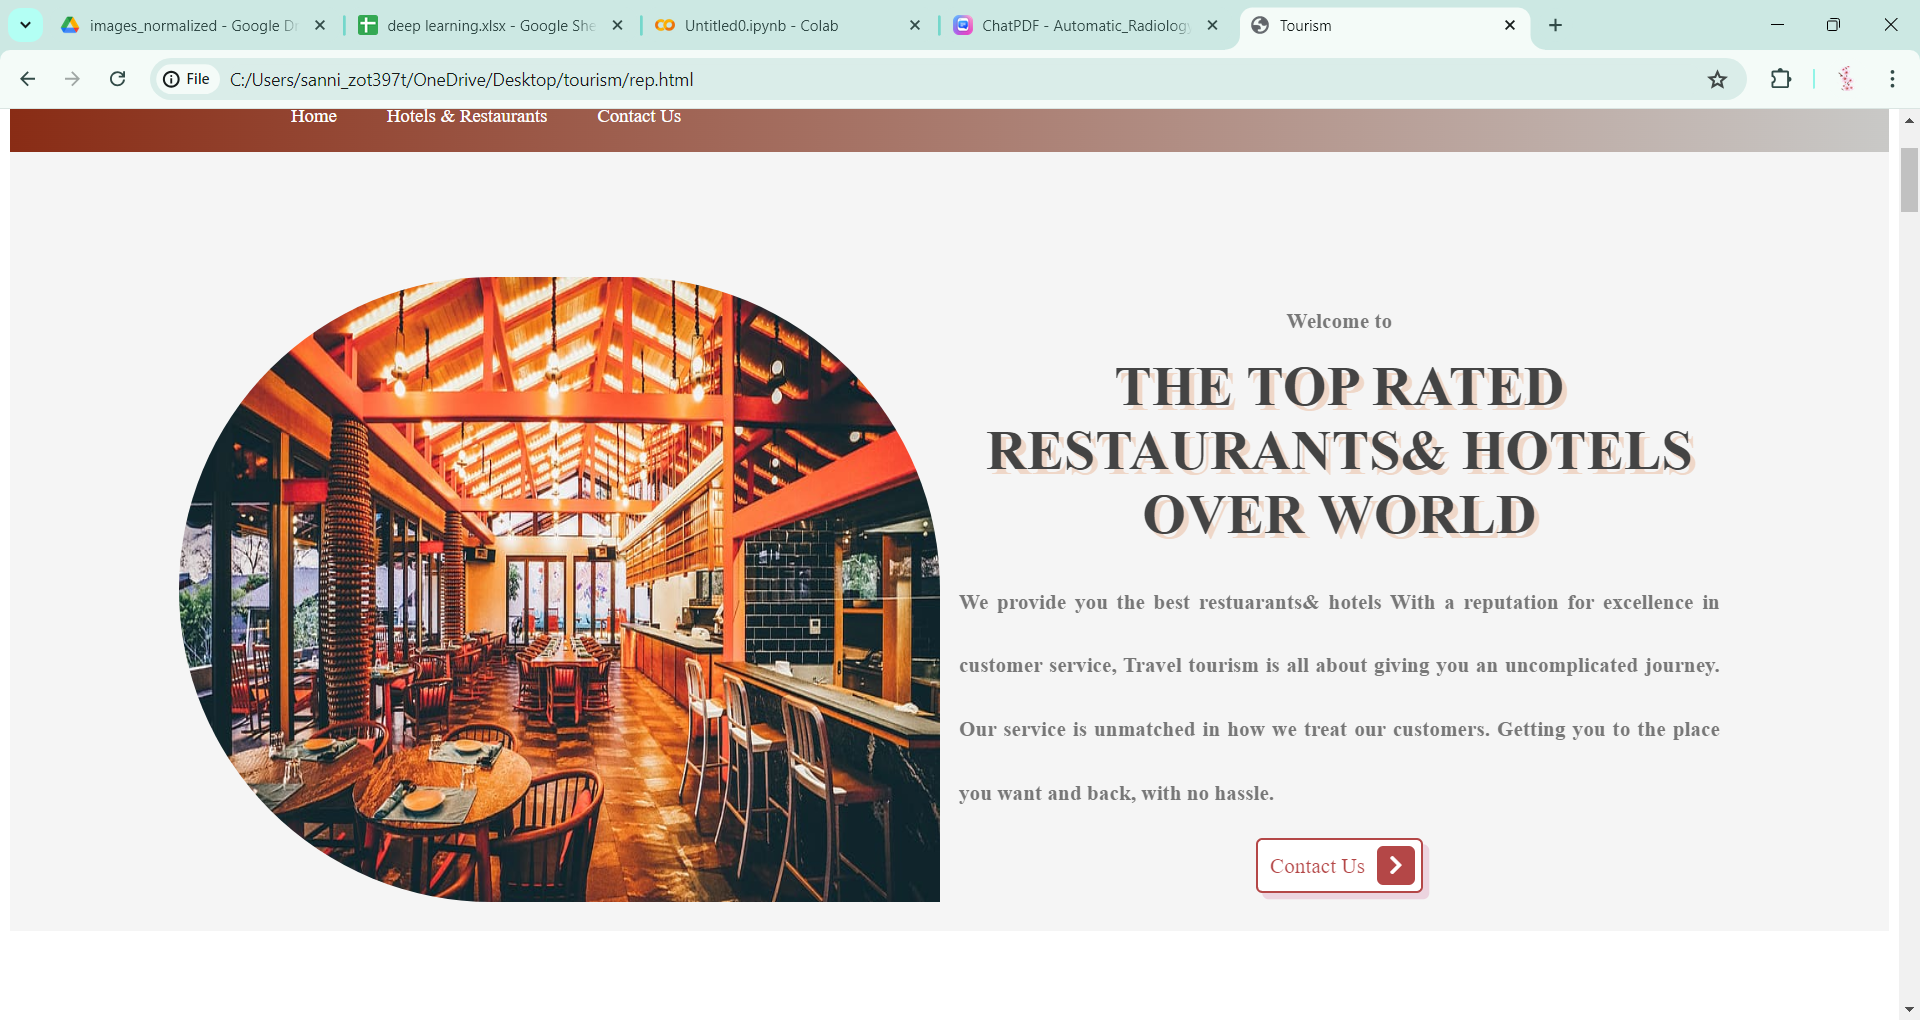 images_normalized - Google Dr
deep learning.xlsx - Google She
Untitled0.ipynb - Colab
ChatPDF - Automatic_Radiology
Tourism
File
C:/Users/sanni_zot397t/OneDrive/Desktop/tourism/rep.html
Home
Hotels & Restaurants
Contact Us
Welcome to
THE TOP RATED
RESTAURANTS& HOTELS
OVER WORLD
We provide you the best restuarants& hotels With a reputation for excellence in
customer service, Travel tourism is all about giving you an uncomplicated journey.
Our service is unmatched in how we treat our customers. Getting you to the place
you want and back, with no hassle.
Contact Us